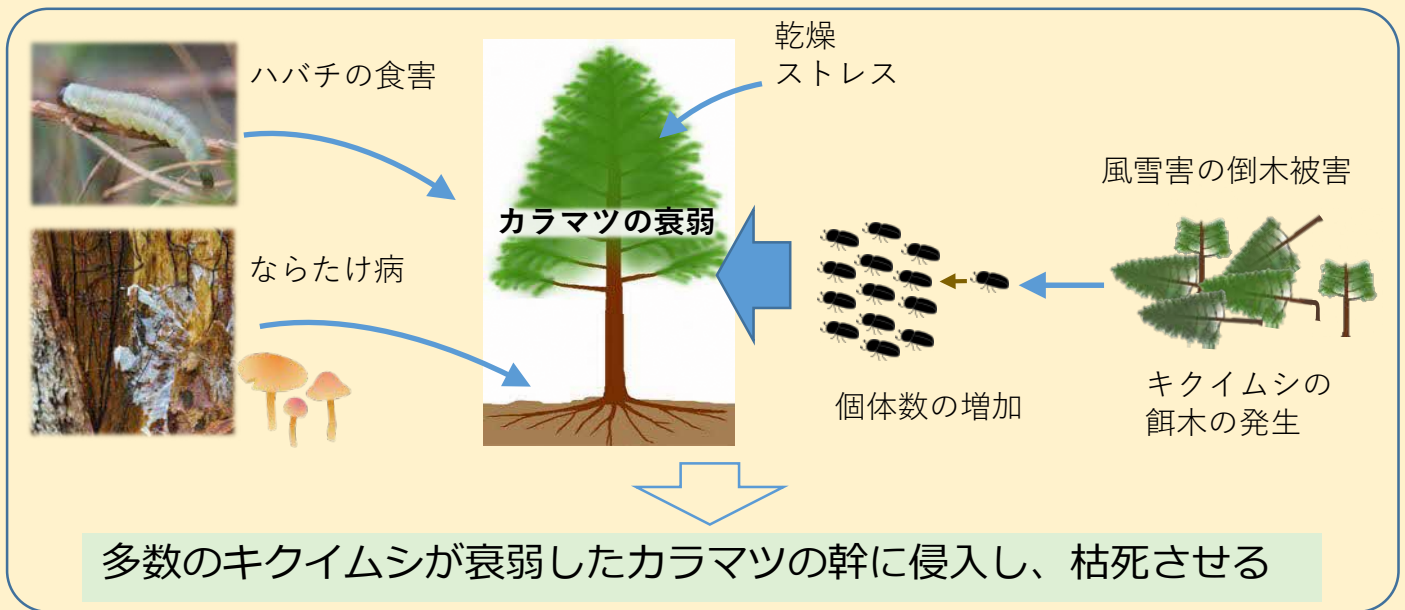 ハバチの食害
乾燥
ストレス
風雪害の倒木被害
カラマツの衰弱
ならたけ病
個体数の増加
キクイムシの
餌木の発生
多数のキクイムシが衰弱したカラマツの幹に侵入し、枯死させる